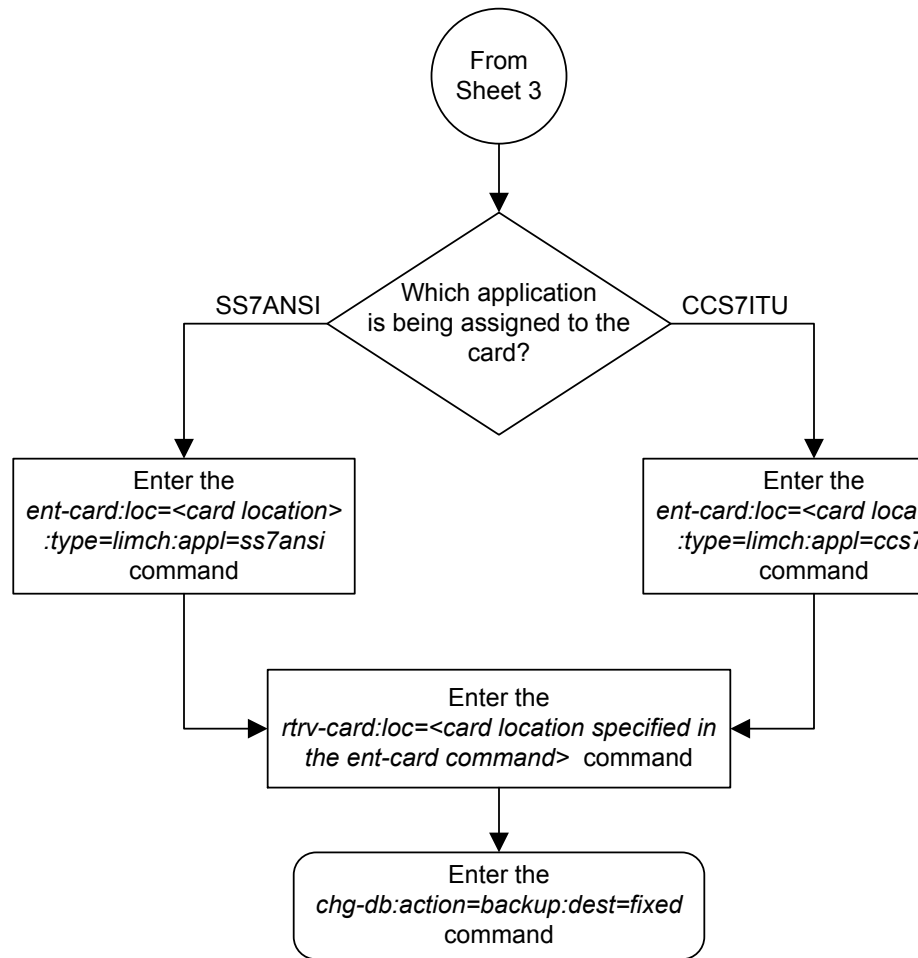 From
Sheet 3
Which application
is being assigned to the
card?
SS7ANSI
CCS7ITU
Enter the
ent-card:loc=<card location>
:type=limch:appl=ss7ansi
command
Enter the
ent-card:loc=<card loca
:type=limch:appl=ccs7
command
Enter the
rtrv-card:loc=<card location specified in
the ent-card command> command
Enter the
chg-db:action=backup:dest=fixed
command